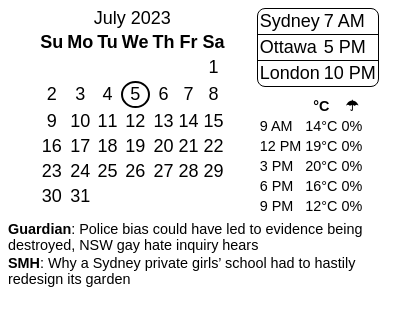 July 2023
Su Mo Tu We Th Fr Sa
1
2 3 4 5 6 7 8
9 10 11 12 13 14 15
16 17 18 19 20 21 22
23 24 25 26 27 28 29
30 31
Sydney 7 AM
Ottawa 5 PM
London 10 PM
°C ☂
9 AM 14°C 0%
12 PM 19°C 0%
3 PM 20°C 0%
6 PM 16°C 0%
9 PM 12°C 0%
Guardian: Police bias could have led to evidence being
destroyed, NSW gay hate inquiry hears
SMH: Why a Sydney private girls’ school had to hastily
redesign its garden